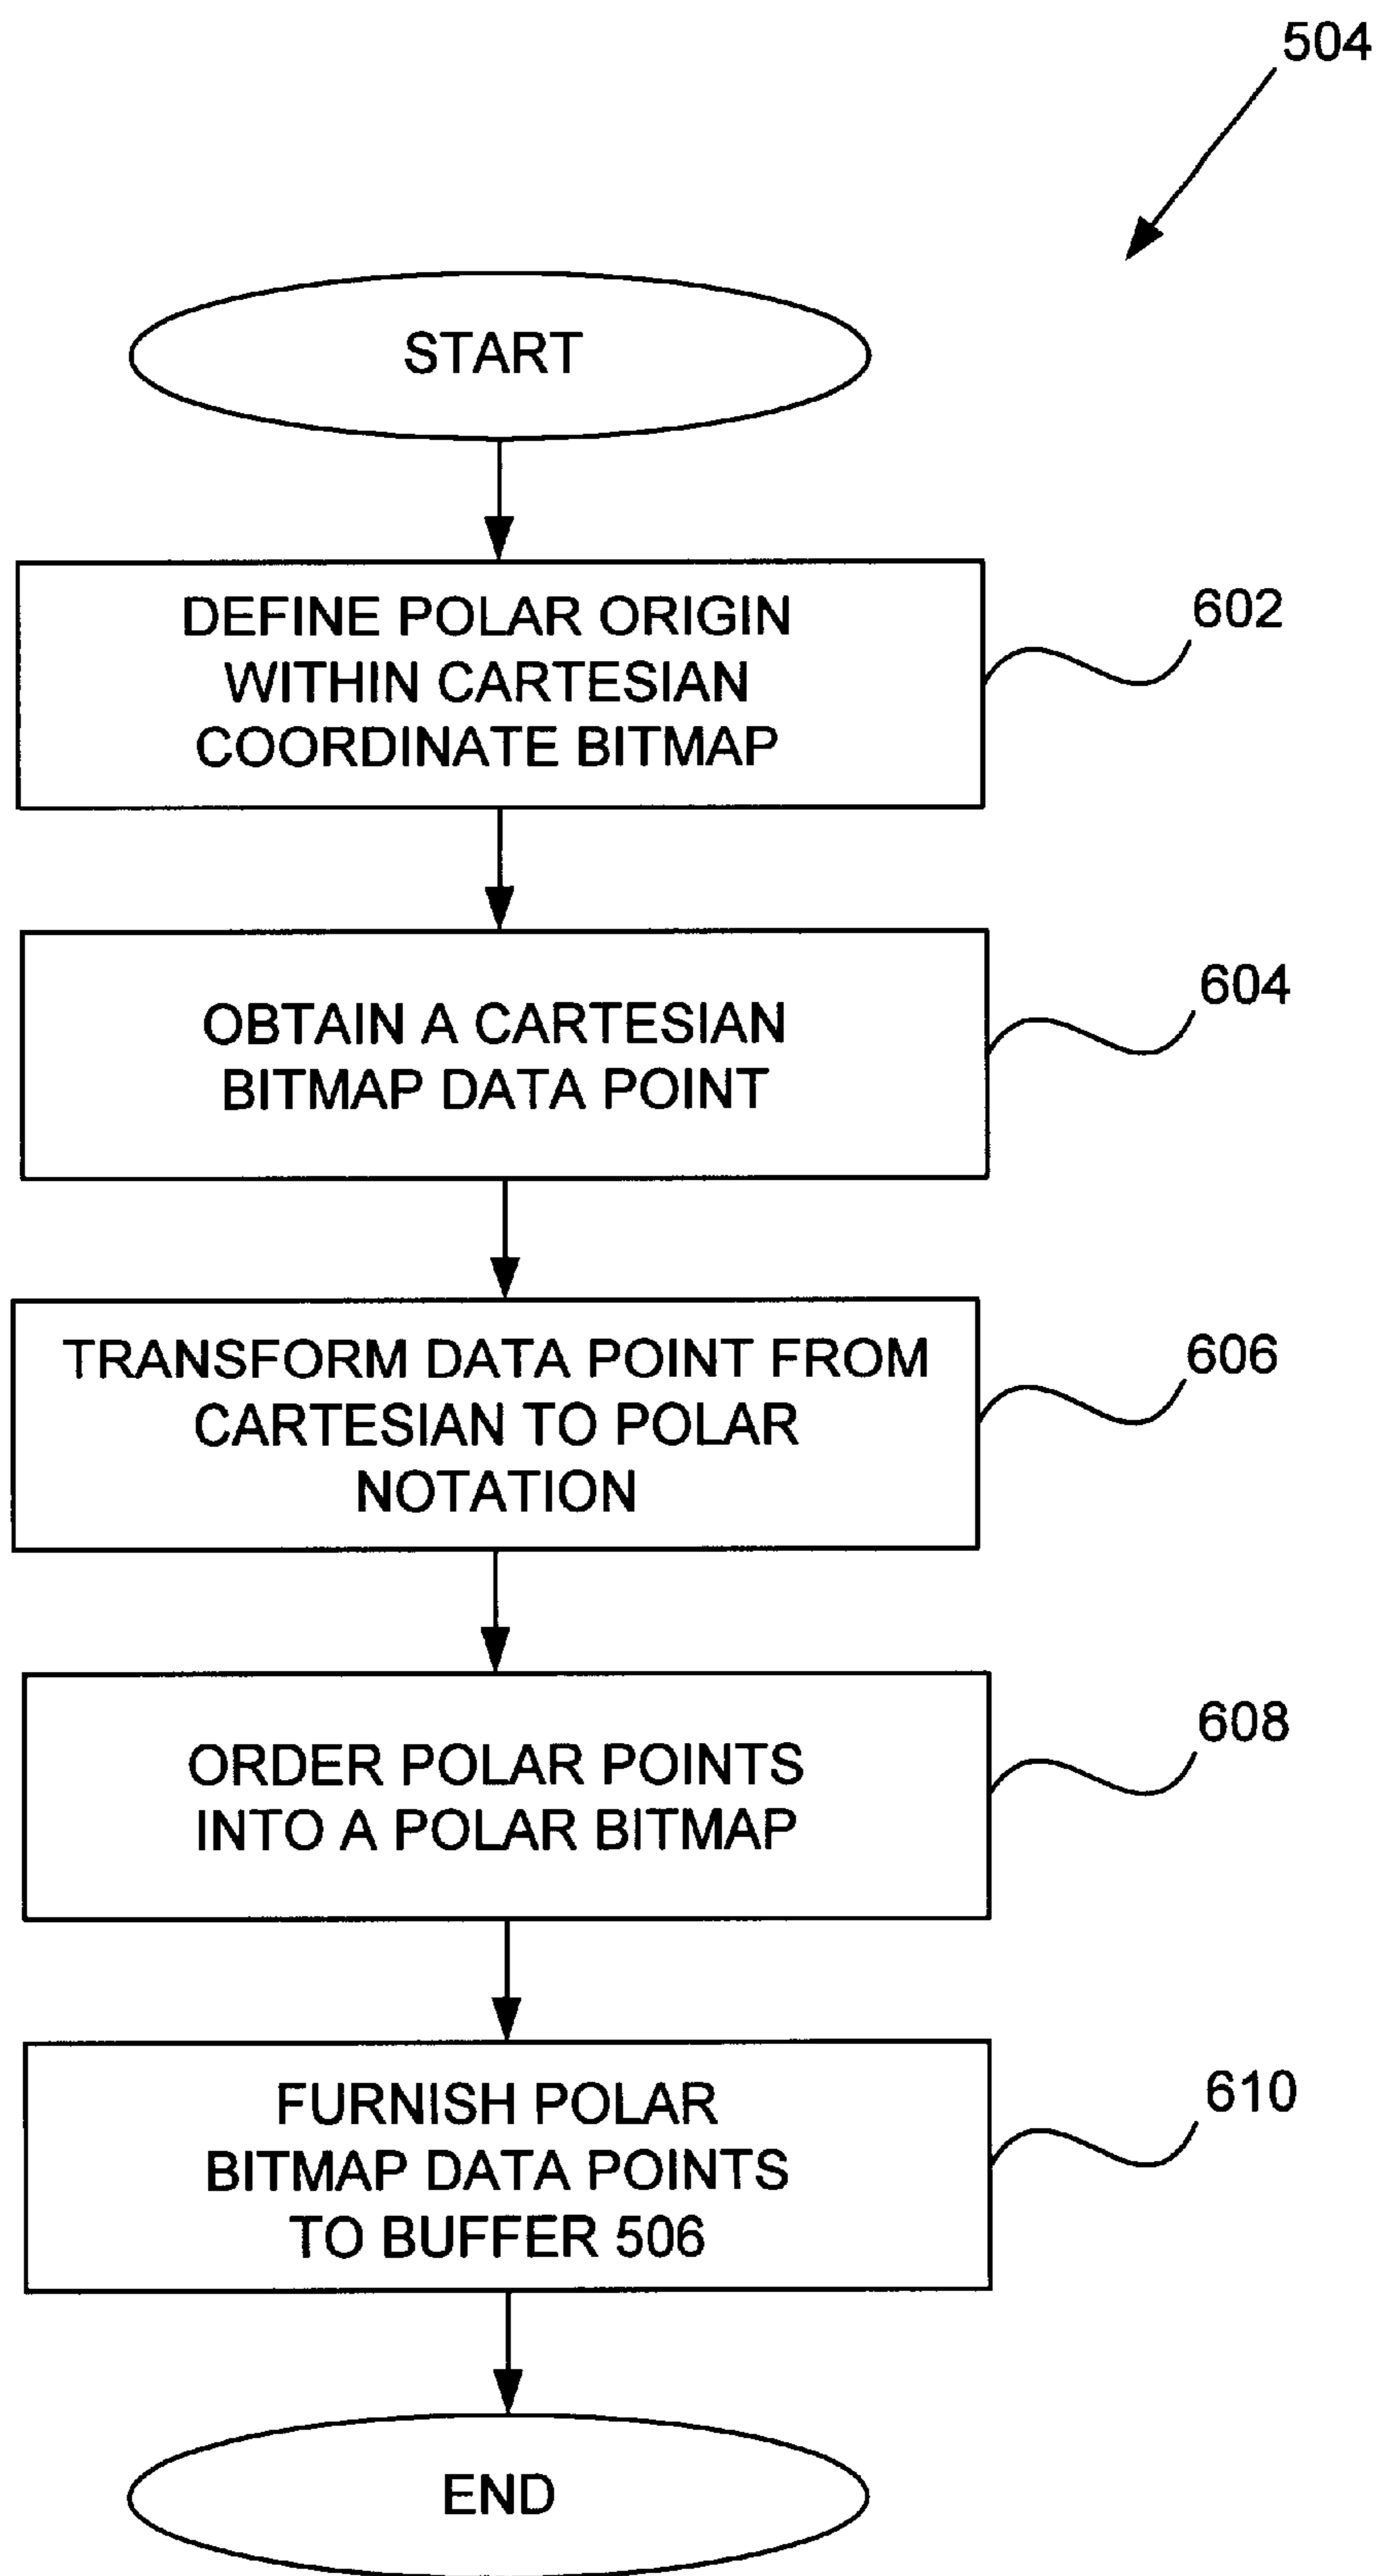 504
START
DEFINE POLAR ORIGIN
WITHIN CARTESIAN
COORDINATE BITMAP
602
OBTAIN A CARTESIAN
BITMAP DATA POINT
604
TRANSFORM DATA POINT FROM
CARTESIAN TO POLAR
NOTATION
606
ORDER POLAR POINTS
INTO A POLAR BITMAP
608
FURNISH POLAR
BITMAP DATA POINTS
TO BUFFER 506
610
END